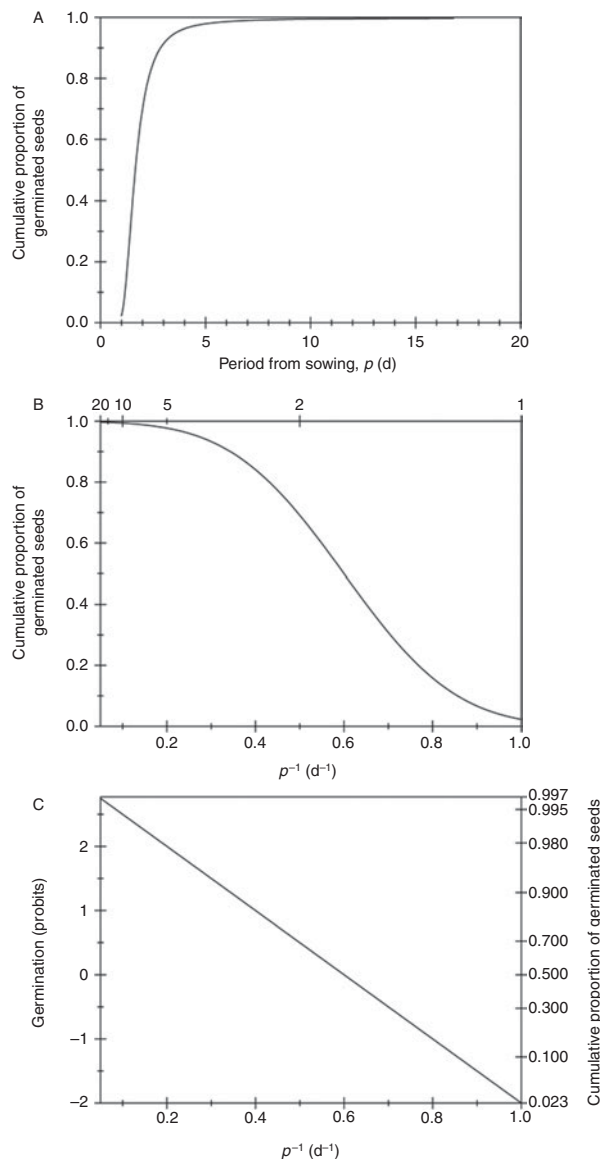 A
Cumulative proportion of
germinated seeds
1.0
0.8
0.6
0.4
0.2
0.0
0 5 10 15 20
Period from sowing, p (d)
B
20 10 5 2 1
Cumulative proportion of
germinated seeds
1.0
0.8
0.6
0.4
0.2
0.0
0.2 0.4 0.6 0.8 1.0
p⁻¹ (d⁻¹)
C
Germination (probits)
2
1
0
−1
−2
0.997
0.995
0.980
0.900
0.700
0.500
0.300
0.100
0.023
Cumulative proportion of germinated seeds
0.2 0.4 0.6 0.8 1.0
p⁻¹ (d⁻¹)